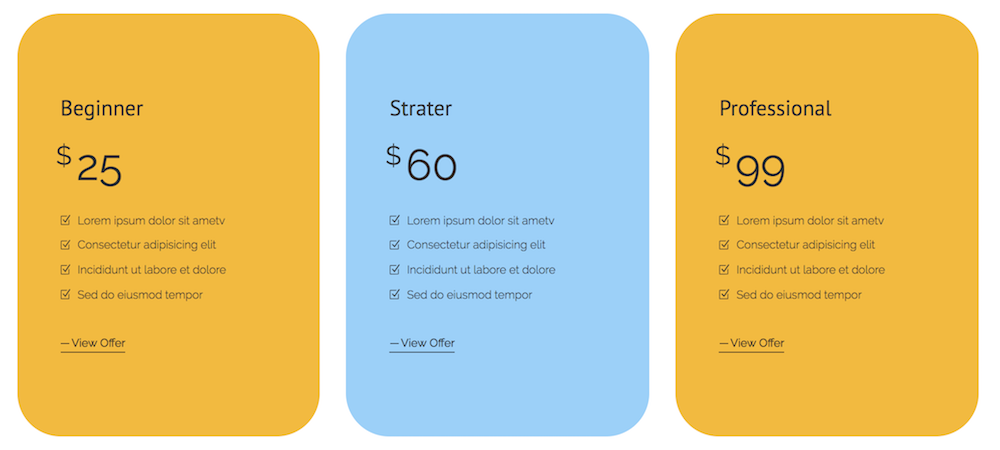 Beginner
$25
Lorem ipsum dolor sit ametv
Consectetur adipisicing elit
Incididunt ut labore et dolore
Sed do eiusmod tempor
— View Offer
Strater
$60
Lorem ipsum dolor sit ametv
Consectetur adipisicing elit
Incididunt ut labore et dolore
Sed do eiusmod tempor
— View Offer
Professional
$99
Lorem ipsum dolor sit ametv
Consectetur adipisicing elit
Incididunt ut labore et dolore
Sed do eiusmod tempor
— View Offer